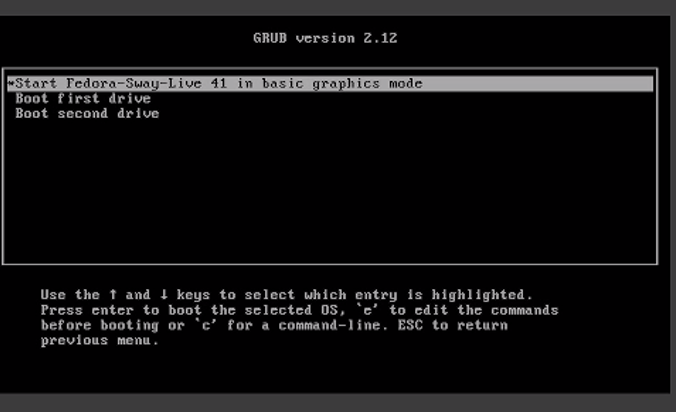 GRUB version 2.12
*Start Fedora-Sway-Live 41 in basic graphics mode
Boot first drive
Boot second drive
Use the ↑ and ↓ keys to select which entry is highlighted.
Press enter to boot the selected OS, `e' to edit the commands
before booting or `c' for a command-line. ESC to return
previous menu.